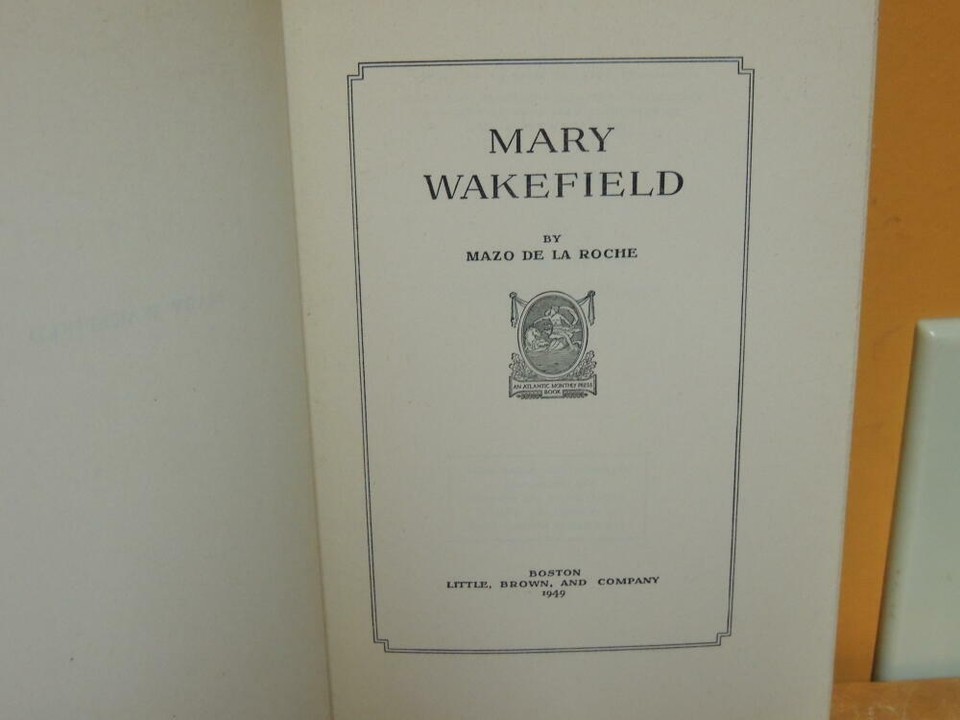 MARY
WAKEFIELD
BY
MAZO DE LA ROCHE
AN ATLANTIC MONTHLY PRESS
BOOK
BOSTON
LITTLE, BROWN, AND COMPANY
1949